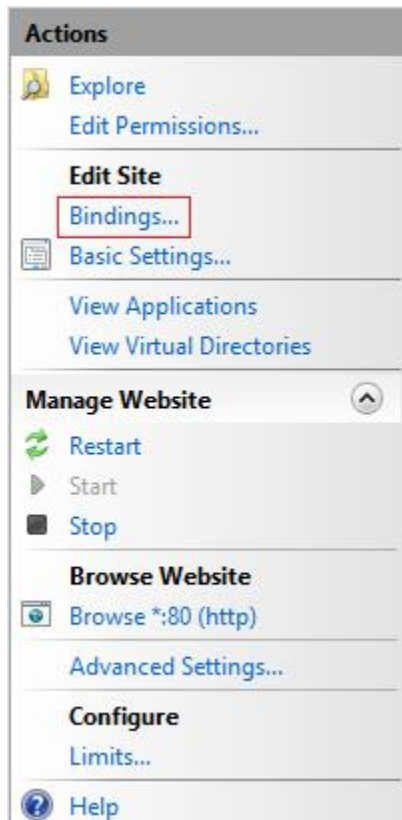 Actions
Explore
Edit Permissions...
Edit Site
Bindings...
Basic Settings...
View Applications
View Virtual Directories
Manage Website
Restart
Start
Stop
Browse Website
Browse *:80 (http)
Advanced Settings...
Configure
Limits...
Help